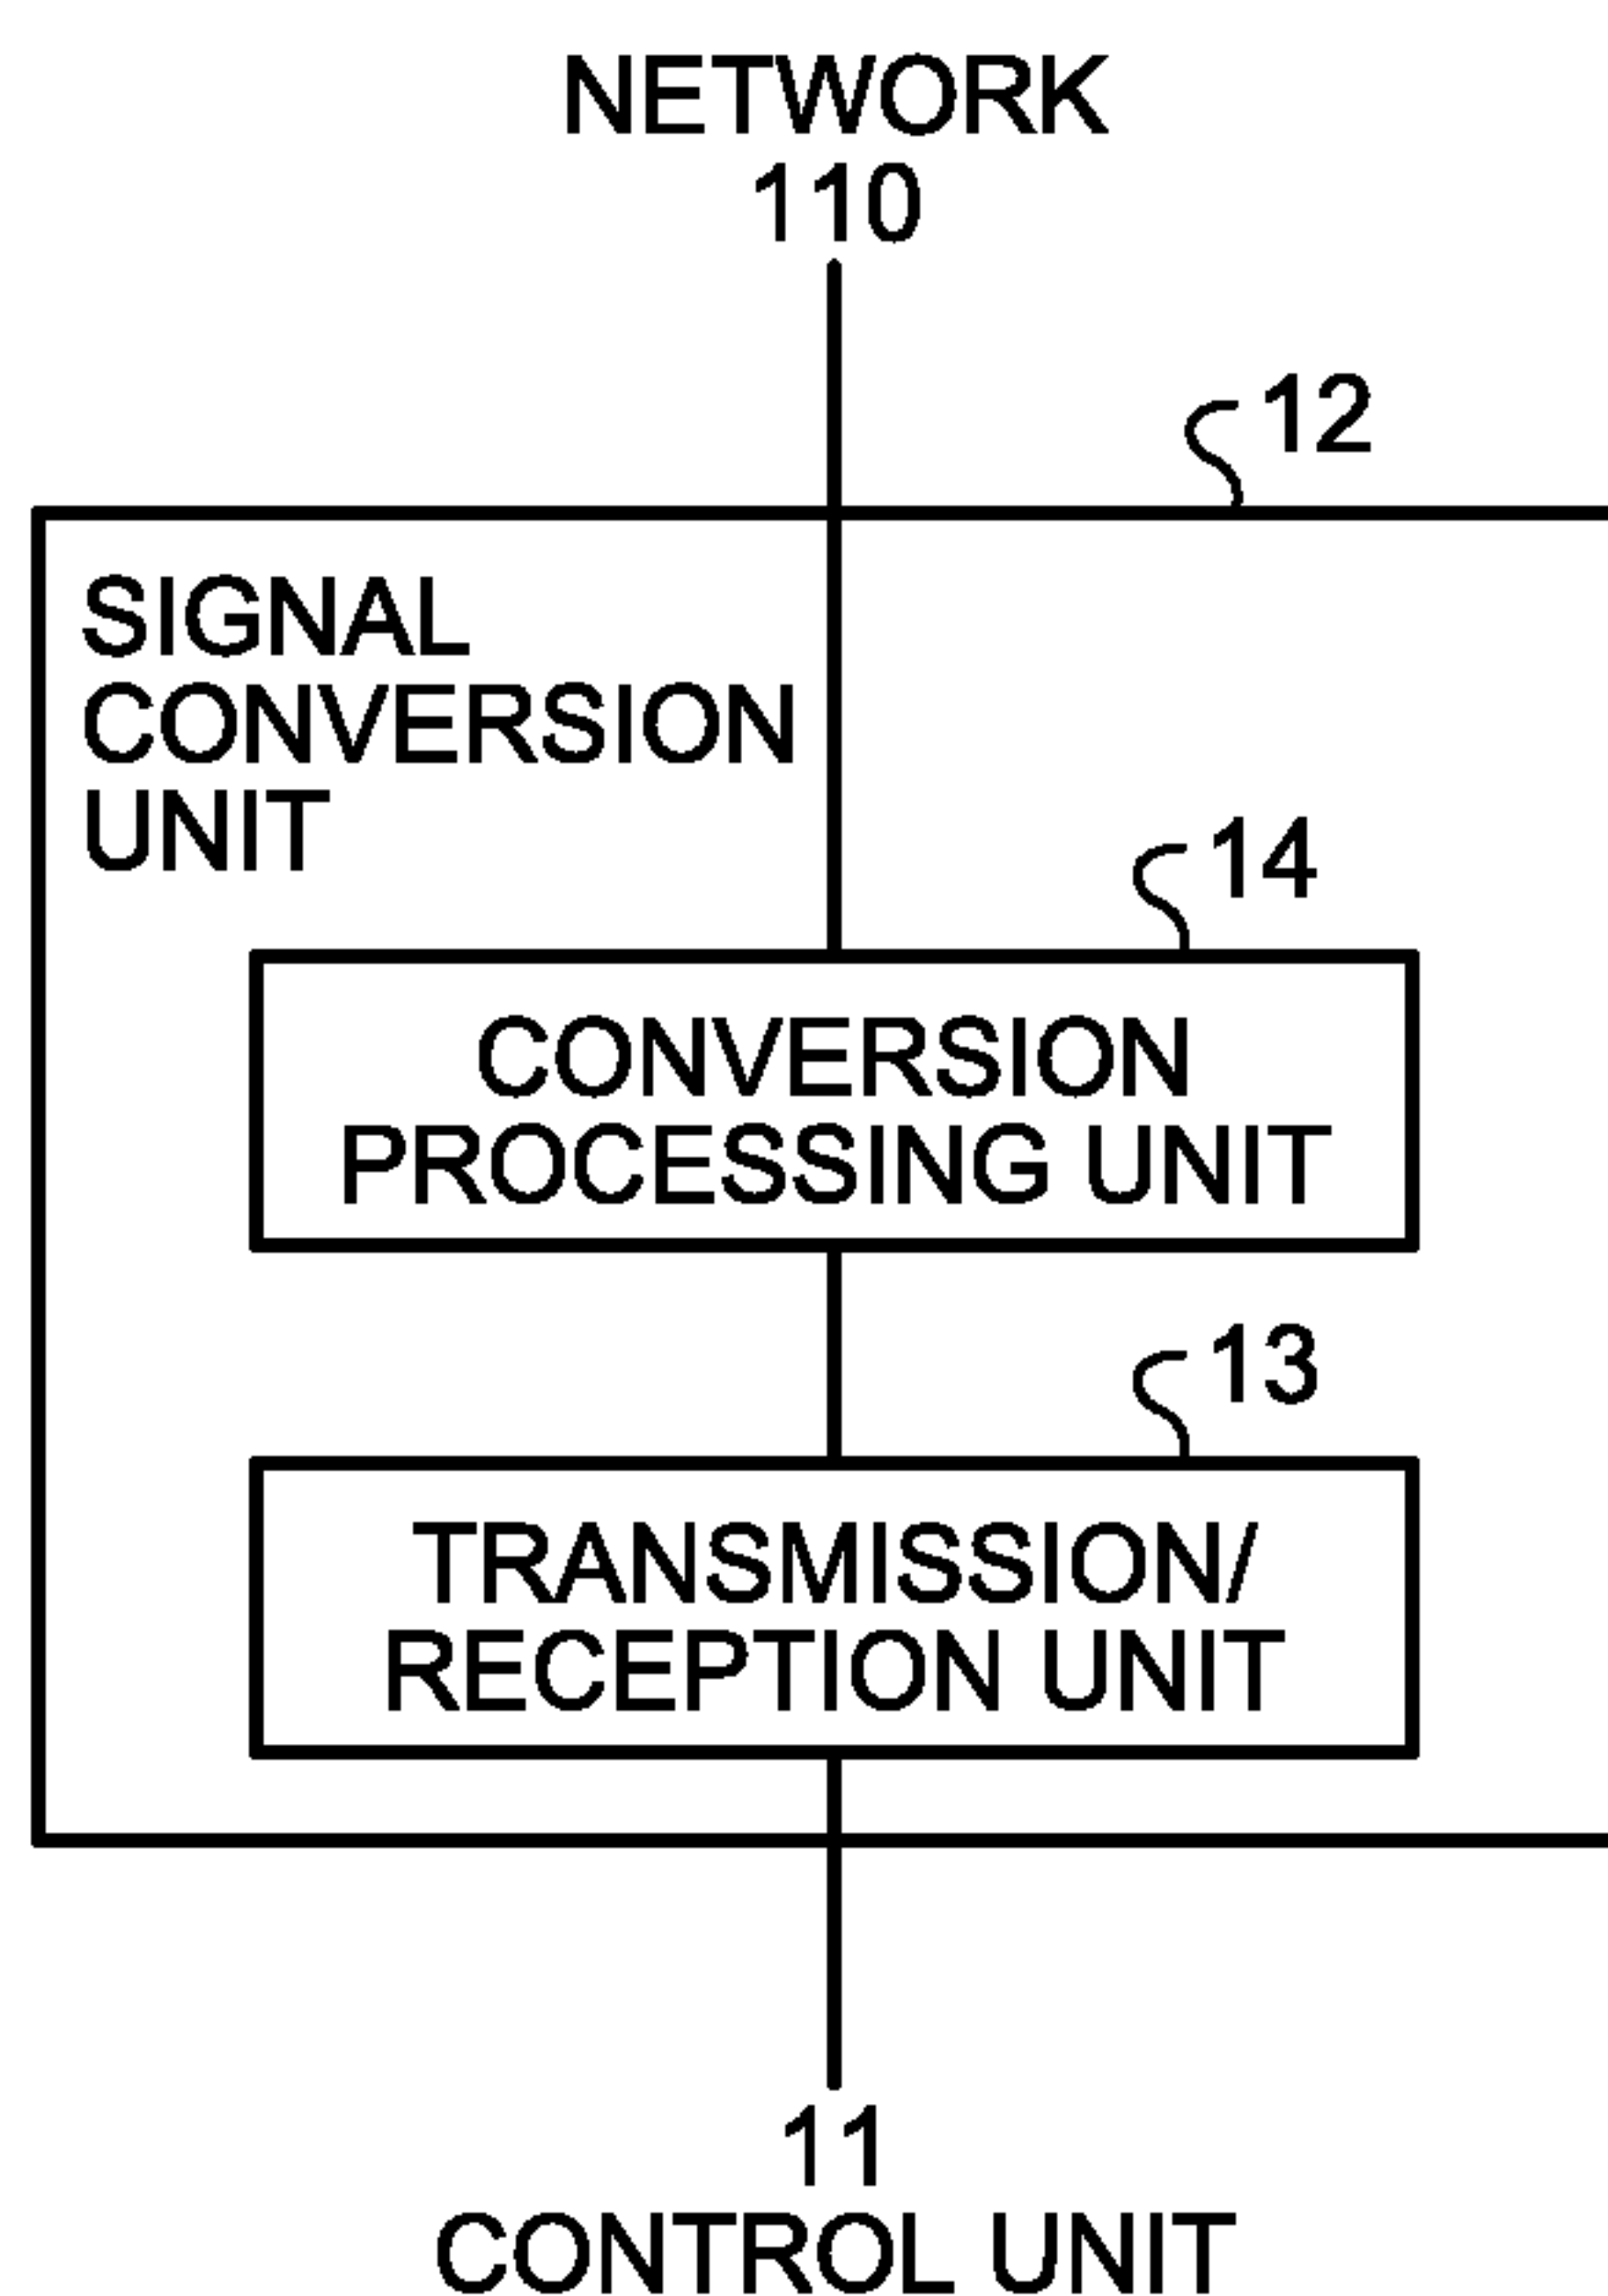 NETWORK
110
12
SIGNAL
CONVERSION
UNIT
14
CONVERSION
PROCESSING UNIT
13
TRANSMISSION/
RECEPTION UNIT
11
CONTROL UNIT